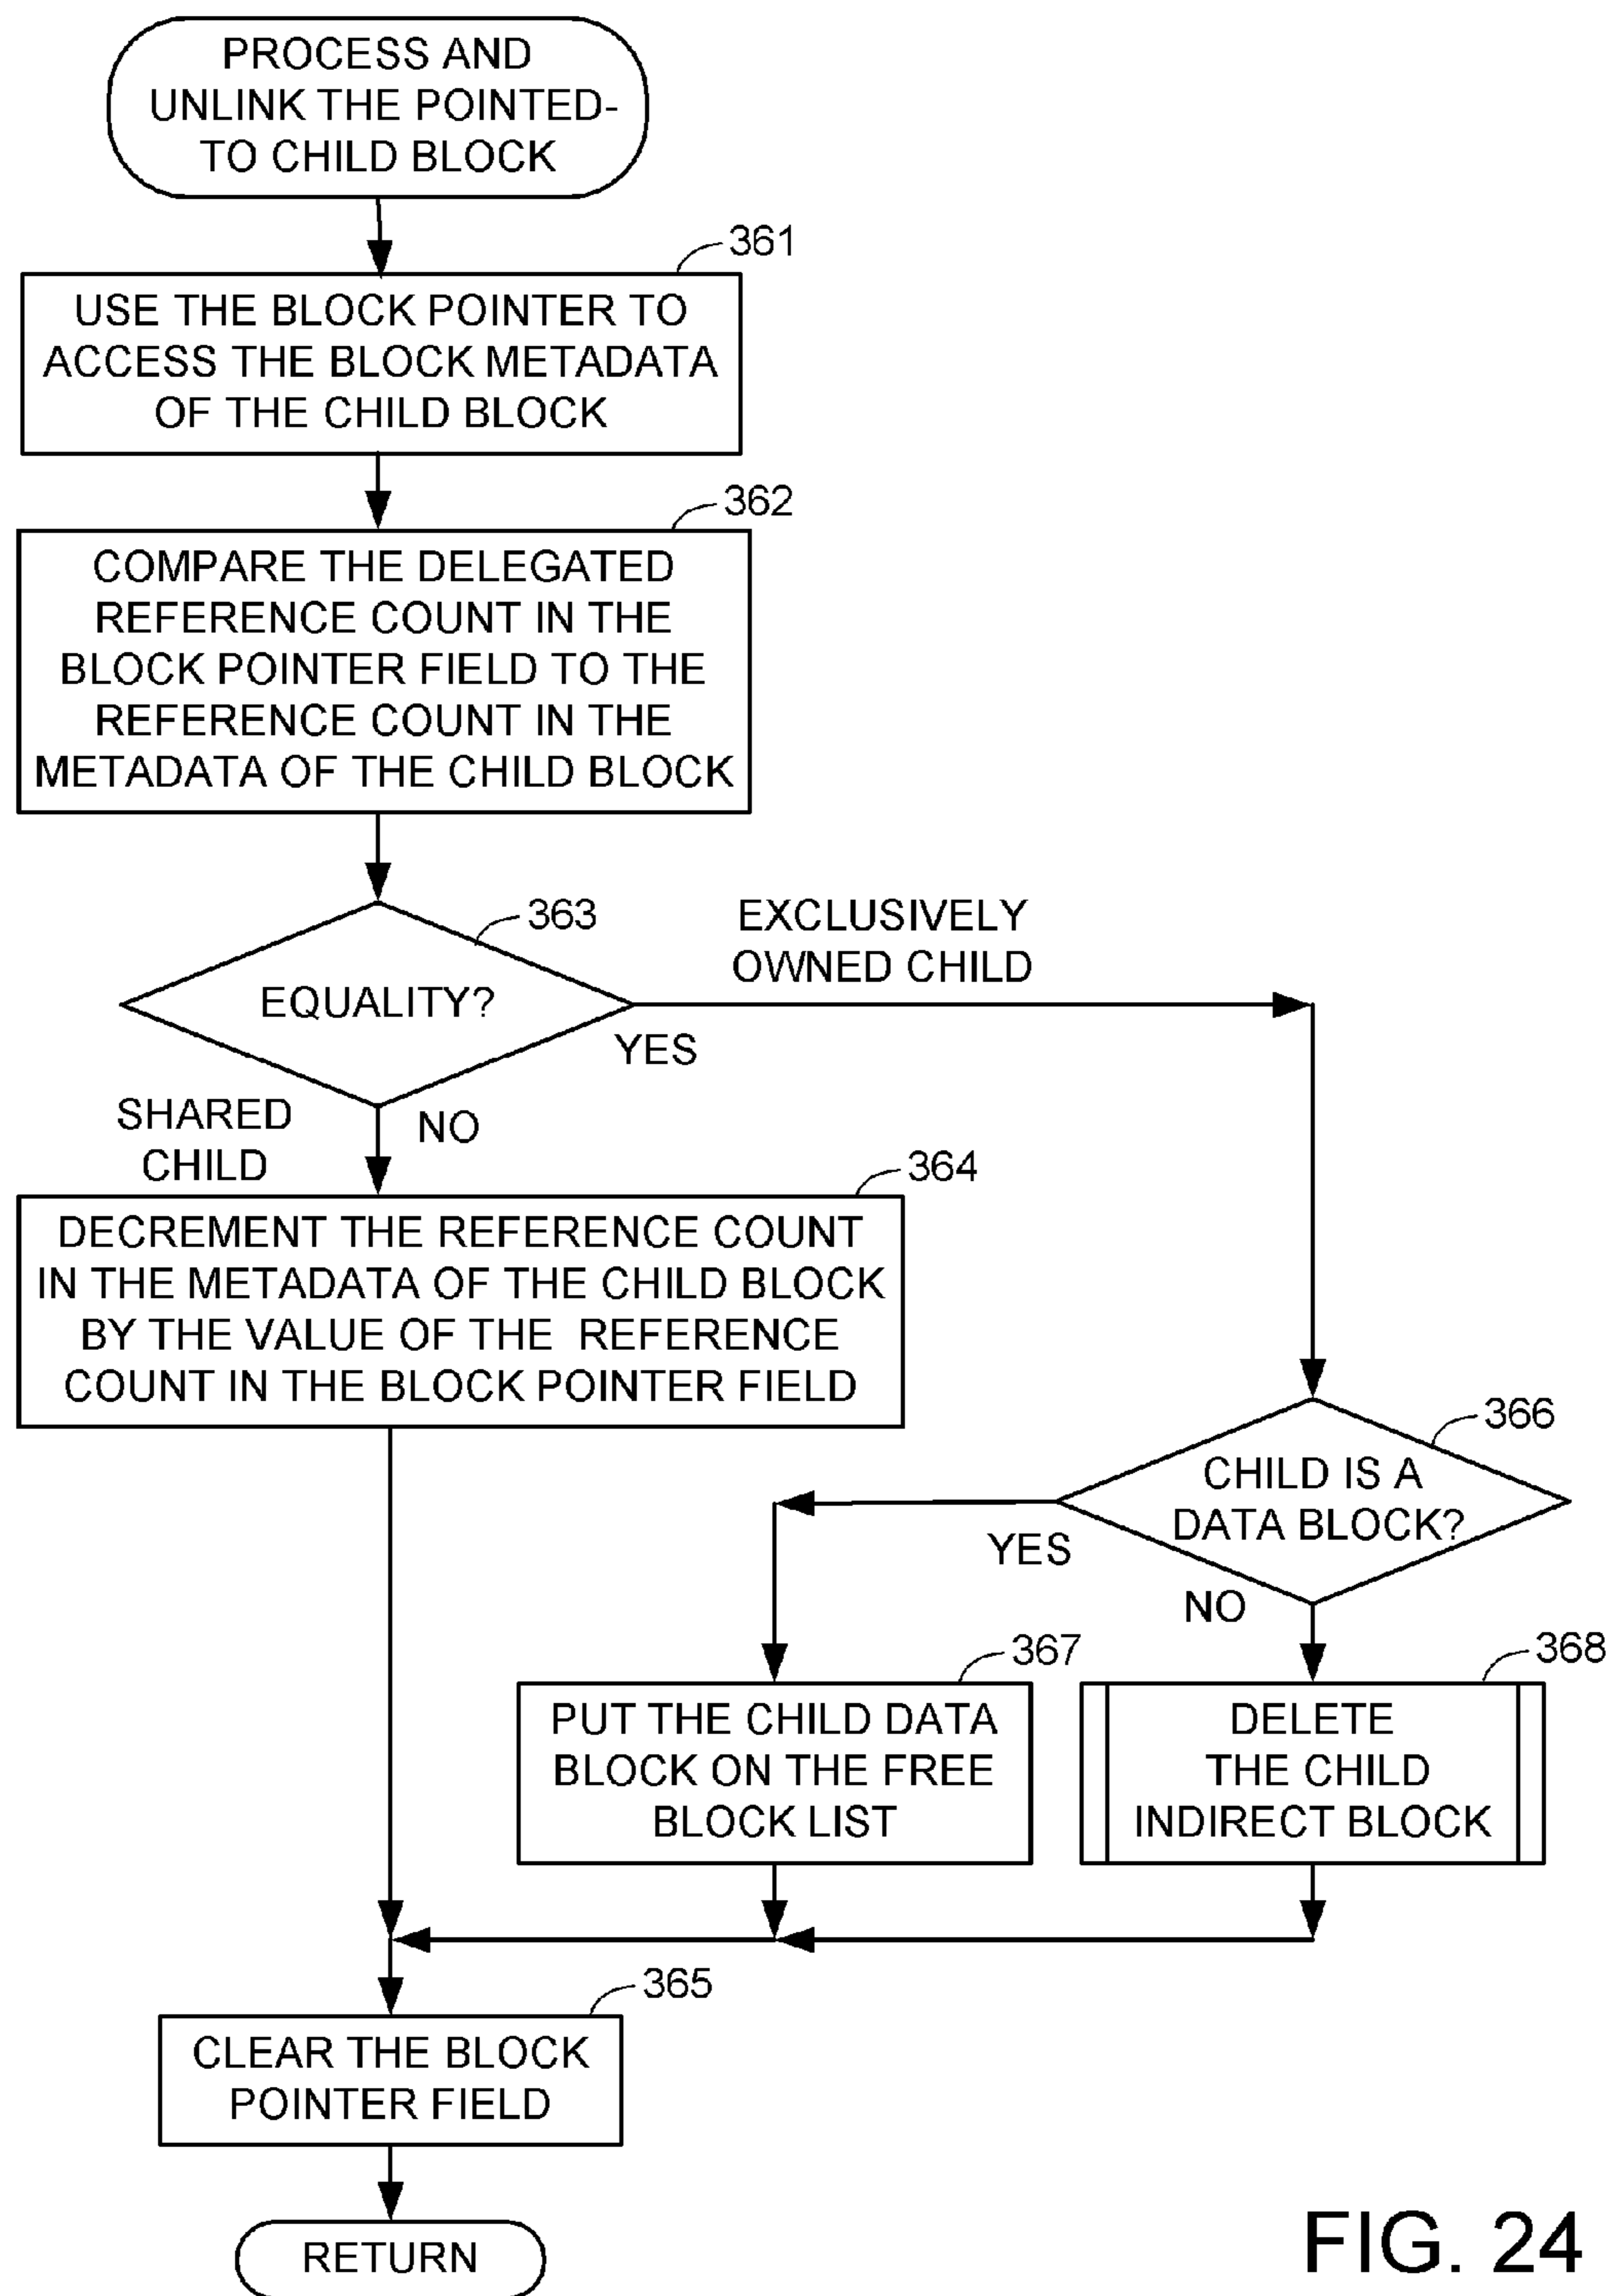 PROCESS AND
UNLINK THE POINTED-
TO CHILD BLOCK
361
USE THE BLOCK POINTER TO
ACCESS THE BLOCK METADATA
OF THE CHILD BLOCK
362
COMPARE THE DELEGATED
REFERENCE COUNT IN THE
BLOCK POINTER FIELD TO THE
REFERENCE COUNT IN THE
METADATA OF THE CHILD BLOCK
363
EQUALITY?
EXCLUSIVELY
OWNED CHILD
YES
SHARED
CHILD
NO
364
DECREMENT THE REFERENCE COUNT
IN THE METADATA OF THE CHILD BLOCK
BY THE VALUE OF THE REFERENCE
COUNT IN THE BLOCK POINTER FIELD
366
CHILD IS A
DATA BLOCK?
YES
NO
367
PUT THE CHILD DATA
BLOCK ON THE FREE
BLOCK LIST
368
DELETE
THE CHILD
INDIRECT BLOCK
365
CLEAR THE BLOCK
POINTER FIELD
RETURN
FIG. 24